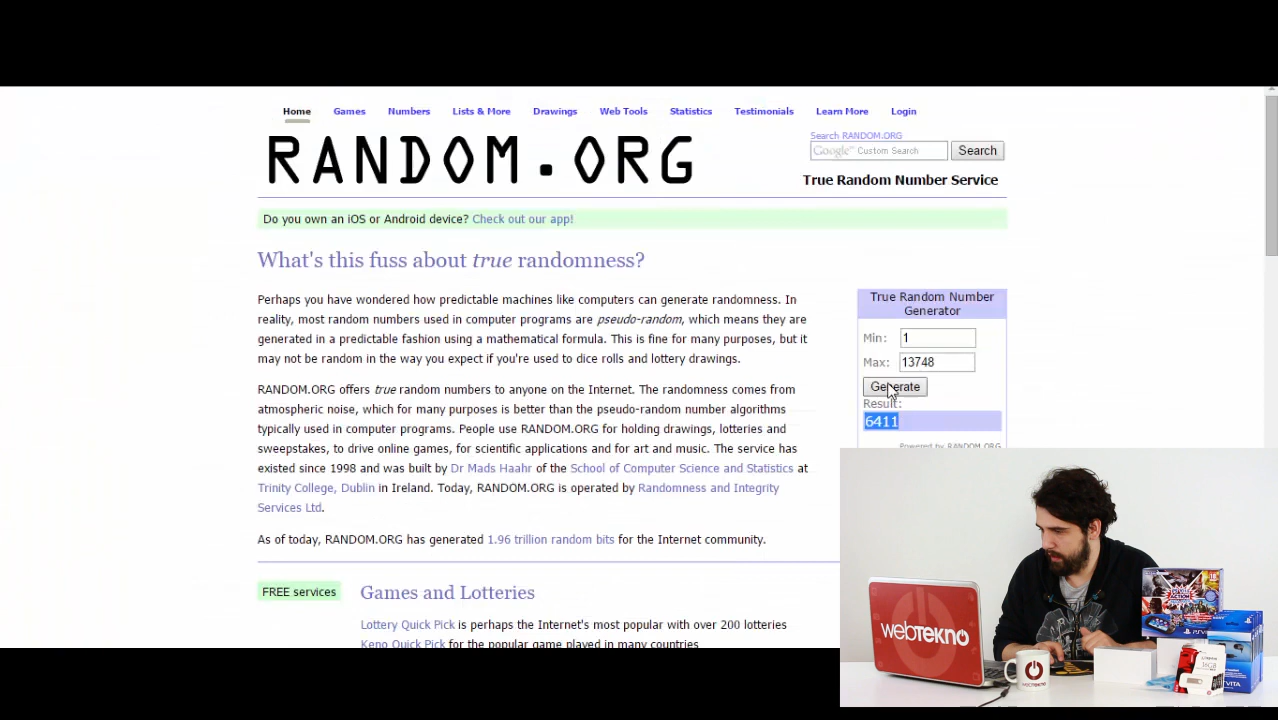 Home Games Numbers Lists & More Drawings Web Tools Statistics Testimonials Learn More Login
RANDOM.ORG
Search RANDOM.ORG
Google™ Custom Search Search
True Random Number Service
Do you own an iOS or Android device? Check out our app!
What's this fuss about true randomness?
Perhaps you have wondered how predictable machines like computers can generate randomness. In
reality, most random numbers used in computer programs are pseudo-random, which means they are
generated in a predictable fashion using a mathematical formula. This is fine for many purposes, but it
may not be random in the way you expect if you're used to dice rolls and lottery drawings.
RANDOM.ORG offers true random numbers to anyone on the Internet. The randomness comes from
atmospheric noise, which for many purposes is better than the pseudo-random number algorithms
typically used in computer programs. People use RANDOM.ORG for holding drawings, lotteries and
sweepstakes, to drive online games, for scientific applications and for art and music. The service has
existed since 1998 and was built by Dr Mads Haahr of the School of Computer Science and Statistics at
Trinity College, Dublin in Ireland. Today, RANDOM.ORG is operated by Randomness and Integrity
Services Ltd.
As of today, RANDOM.ORG has generated 1.96 trillion random bits for the Internet community.
True Random Number
Generator
Min: 1
Max: 13748
Generate
Result:
6411
Powered by RANDOM.ORG
FREE services
Games and Lotteries
Lottery Quick Pick is perhaps the Internet's most popular with over 200 lotteries
Keno Quick Pick for the popular game played in many countries
webtekno
16GB
PS VITA